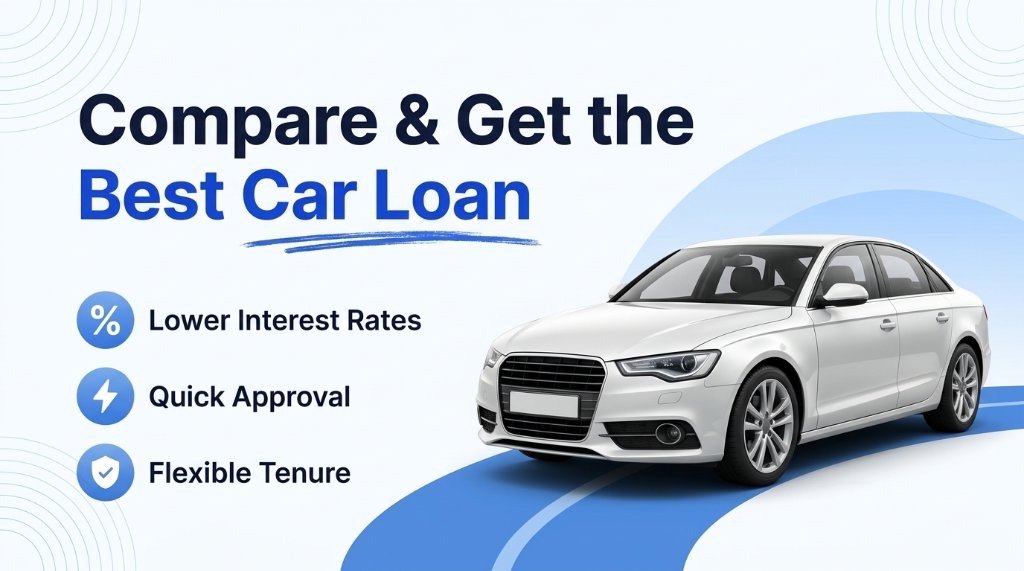 Compare & Get the
Best Car Loan
% Lower Interest Rates
Quick Approval
Flexible Tenure